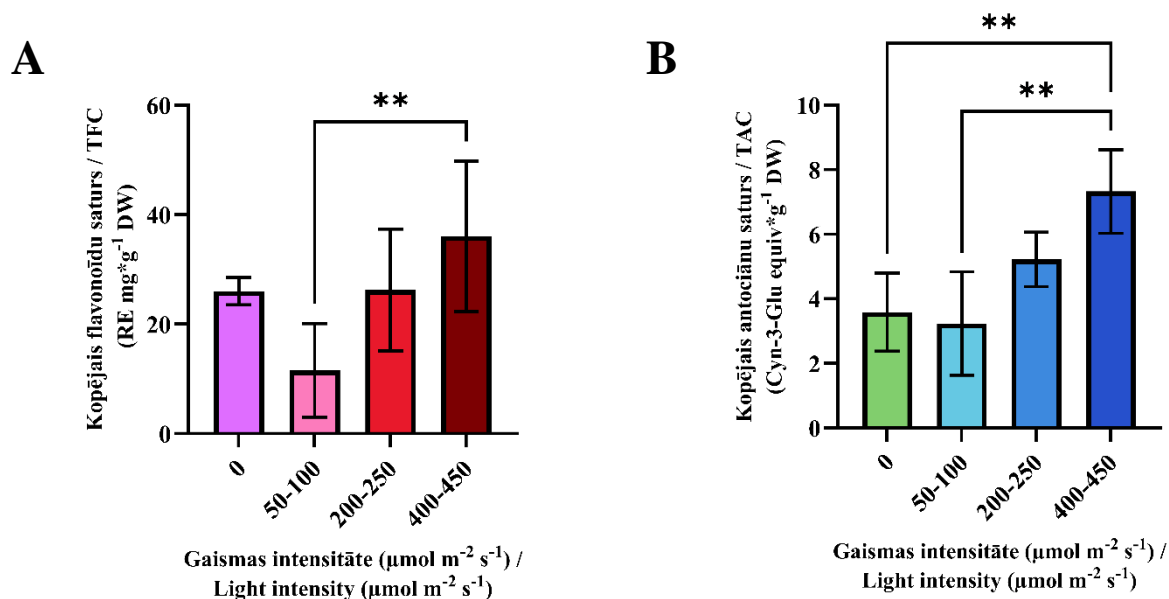 A
Kopējais flavonoīdu saturs / TFC
(RE mg*g-1 DW)
60
40
20
0
**
0
50-100
200-250
400-450
Gaismas intensitāte (µmol m-2 s-1) /
Light intensity (µmol m-2 s-1)
B
Kopējais antociānu saturs / TAC
(Cyn-3-Glu equiv*g-1 DW)
10
8
6
4
2
0
**
**
0
50-100
200-250
400-450
Gaismas intensitāte (µmol m-2 s-1) /
Light intensity (µmol m-2 s-1)